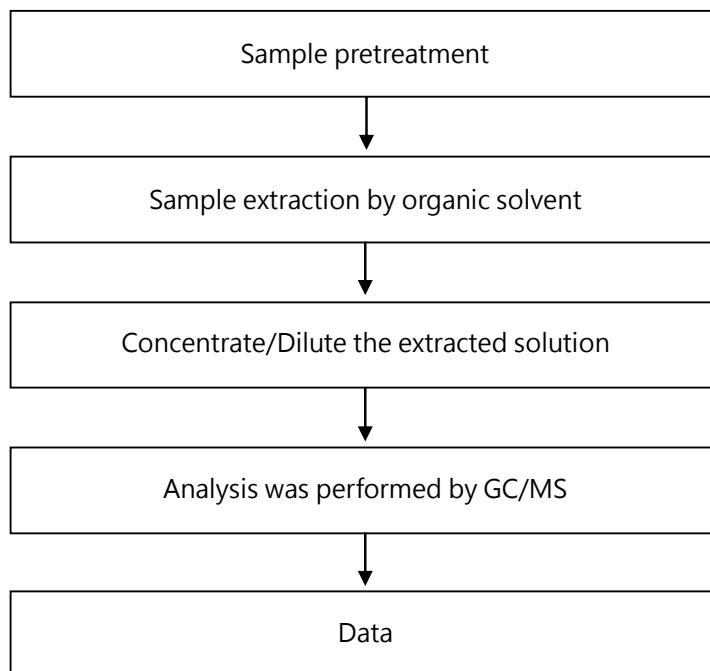 Sample pretreatment
Sample extraction by organic solvent
Concentrate/Dilute the extracted solution
Analysis was performed by GC/MS
Data